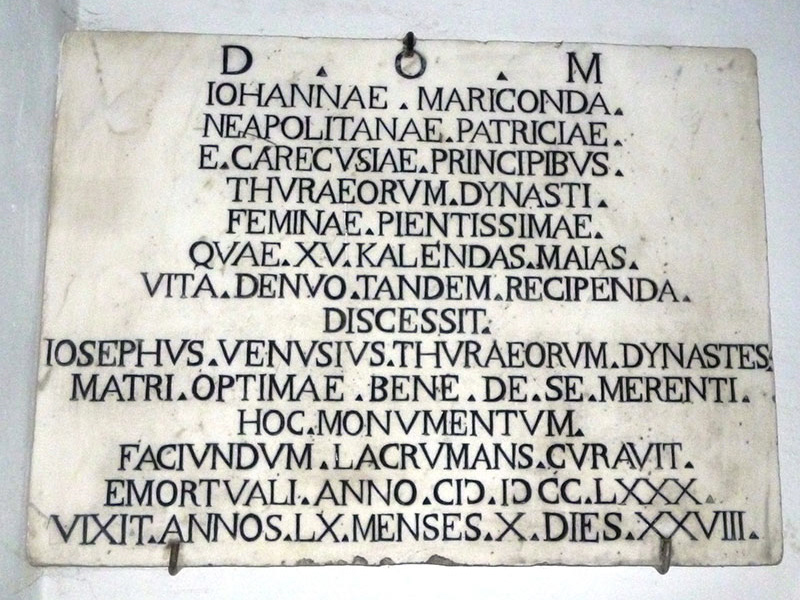 D . O . M
IOHANNAE . MARICONDA.
NEAPOLITANAE.PATRICIAE.
E.CARECVSIAE.PRINCIPIBVS.
THVRAEORVM.DYNASTI.
FEMINAE.PIENTISSIMAE.
QVAE.XV.KALENDAS.MAIAS.
VITA.DENVO.TANDEM.RECIPENDA.
DISCESSIT.
IOSEPHVS.VENVSIVS.THVRAEORVM.DYNASTES.
MATRI.OPTIMAE.BENE.DE.SE.MERENTI.
HOC.MONVMENTVM.
FACIVNDVM.LACRVMANS.CVRAVIT.
EMORTVALI.ANNO.CIↃ.IↃCC.LXXX.
VIXIT.ANNOS.LX.MENSES.X.DIES.XXVIII.